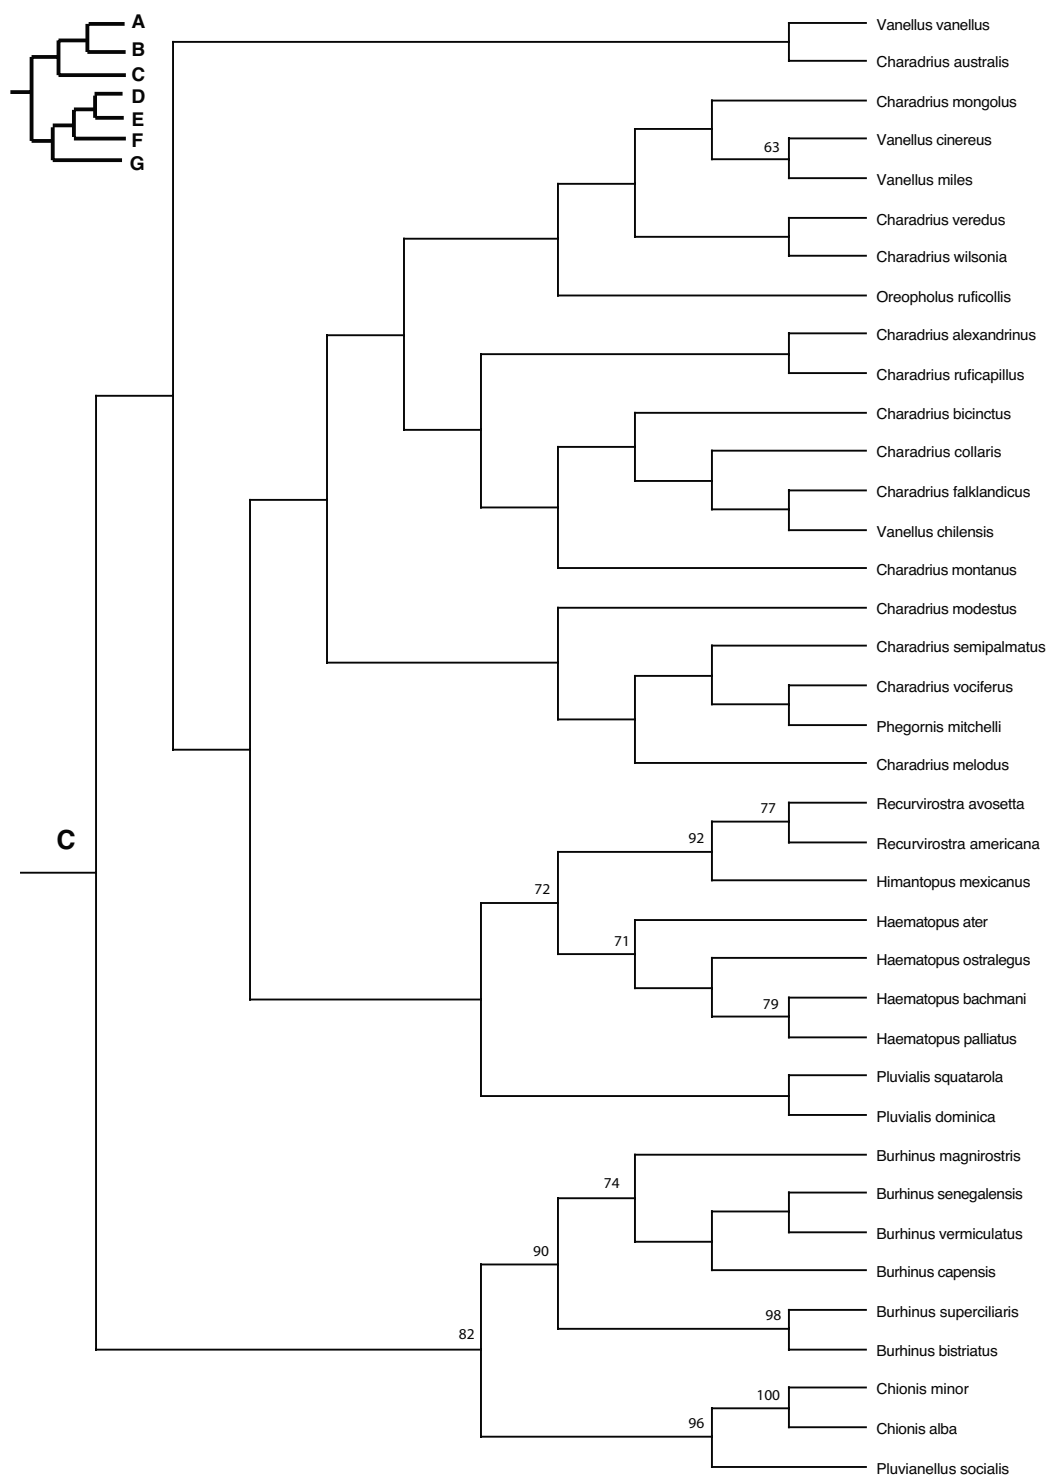 A
B
C
D
E
F
G
Vanellus vanellus
Charadrius australis
Charadrius mongolus
63
Vanellus cinereus
Vanellus miles
Charadrius veredus
Charadrius wilsonia
Oreopholus ruficollis
Charadrius alexandrinus
Charadrius ruficapillus
Charadrius bicinctus
Charadrius collaris
Charadrius falklandicus
Vanellus chilensis
Charadrius montanus
Charadrius modestus
Charadrius semipalmatus
Charadrius vociferus
Phegornis mitchelli
Charadrius melodus
C
77
Recurvirostra avosetta
92
Recurvirostra americana
Himantopus mexicanus
72
Haematopus ater
71
Haematopus ostralegus
79
Haematopus bachmani
Haematopus palliatus
Pluvialis squatarola
Pluvialis dominica
Burhinus magnirostris
74
Burhinus senegalensis
Burhinus vermiculatus
90
Burhinus capensis
98
Burhinus superciliaris
82
Burhinus bistriatus
100
Chionis minor
96
Chionis alba
Pluvianellus socialis